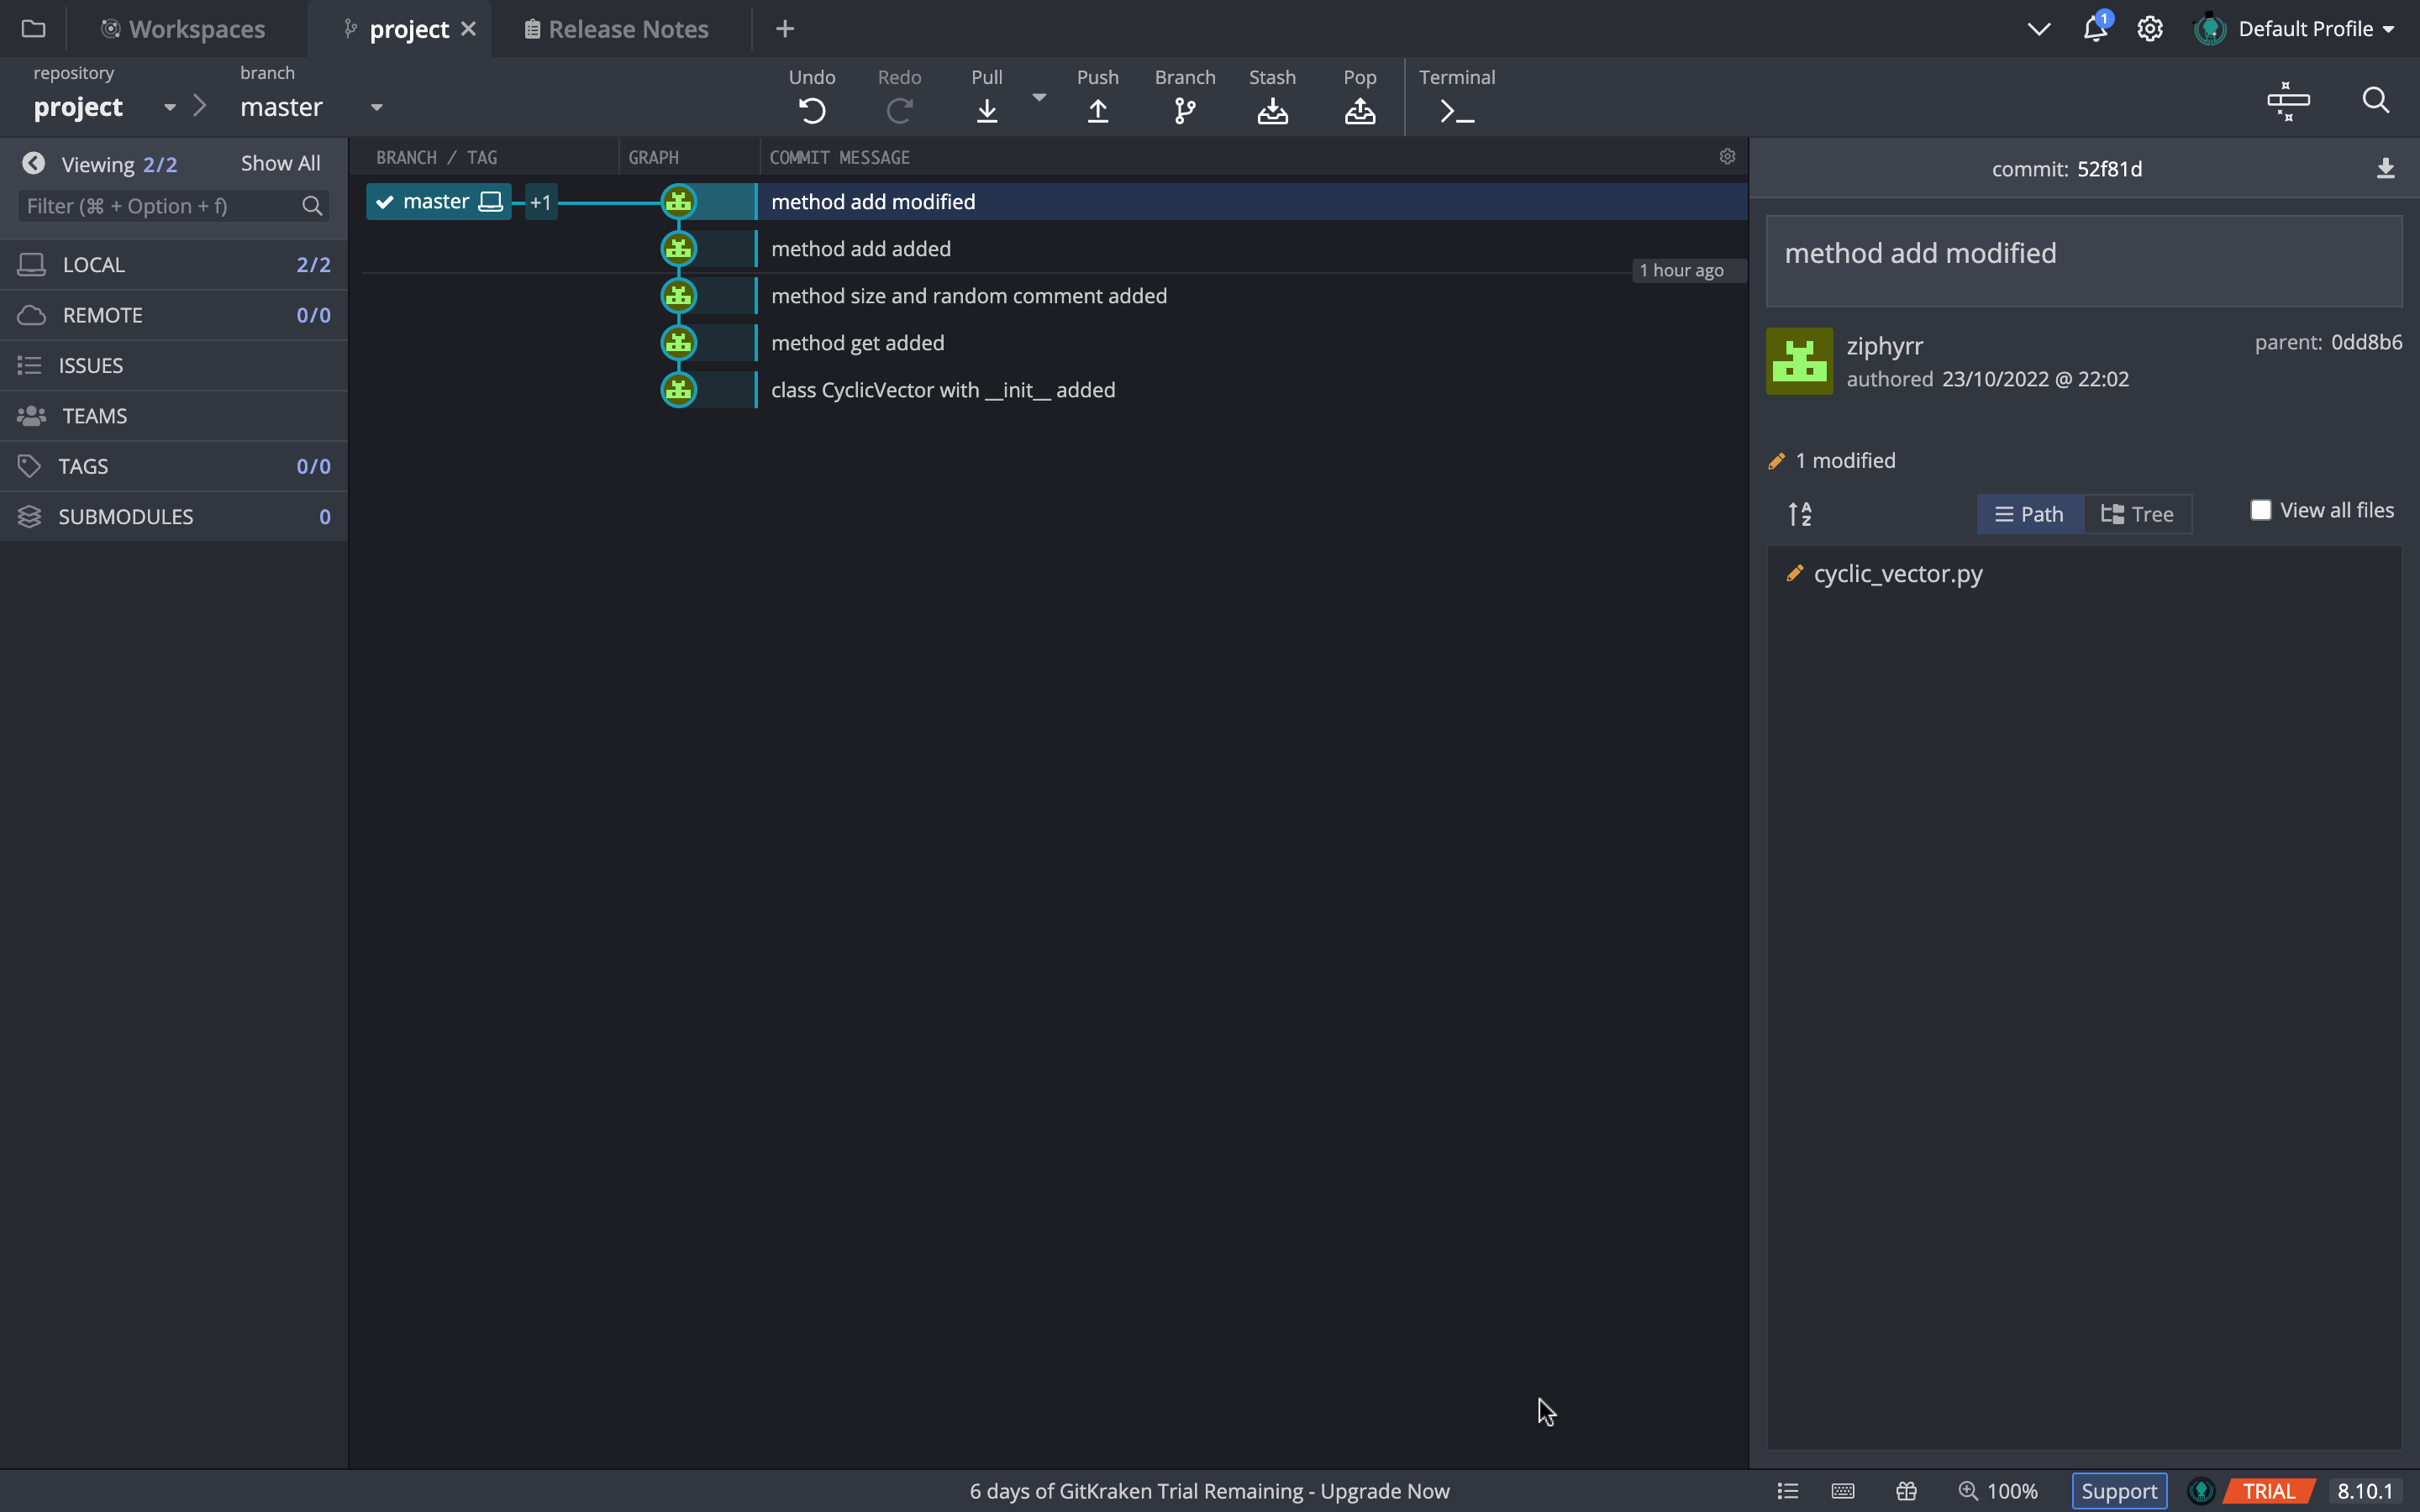 Workspaces
project
Release Notes
1
Default Profile
repository
project
branch
master
Undo
Redo
Pull
Push
Branch
Stash
Pop
Terminal
Viewing 2/2
Show All
Filter (⌘ + Option + f)
LOCAL 2/2
REMOTE 0/0
ISSUES
TEAMS
TAGS 0/0
SUBMODULES 0
BRANCH / TAG
GRAPH
COMMIT MESSAGE
master +1 method add modified
method add added
1 hour ago
method size and random comment added
method get added
class CyclicVector with __init__ added
commit: 52f81d
method add modified
ziphyrr
parent: 0dd8b6
authored 23/10/2022 @ 22:02
1 modified
A
Z
Path
Tree
View all files
cyclic_vector.py
6 days of GitKraken Trial Remaining - Upgrade Now
100%
Support
TRIAL
8.10.1